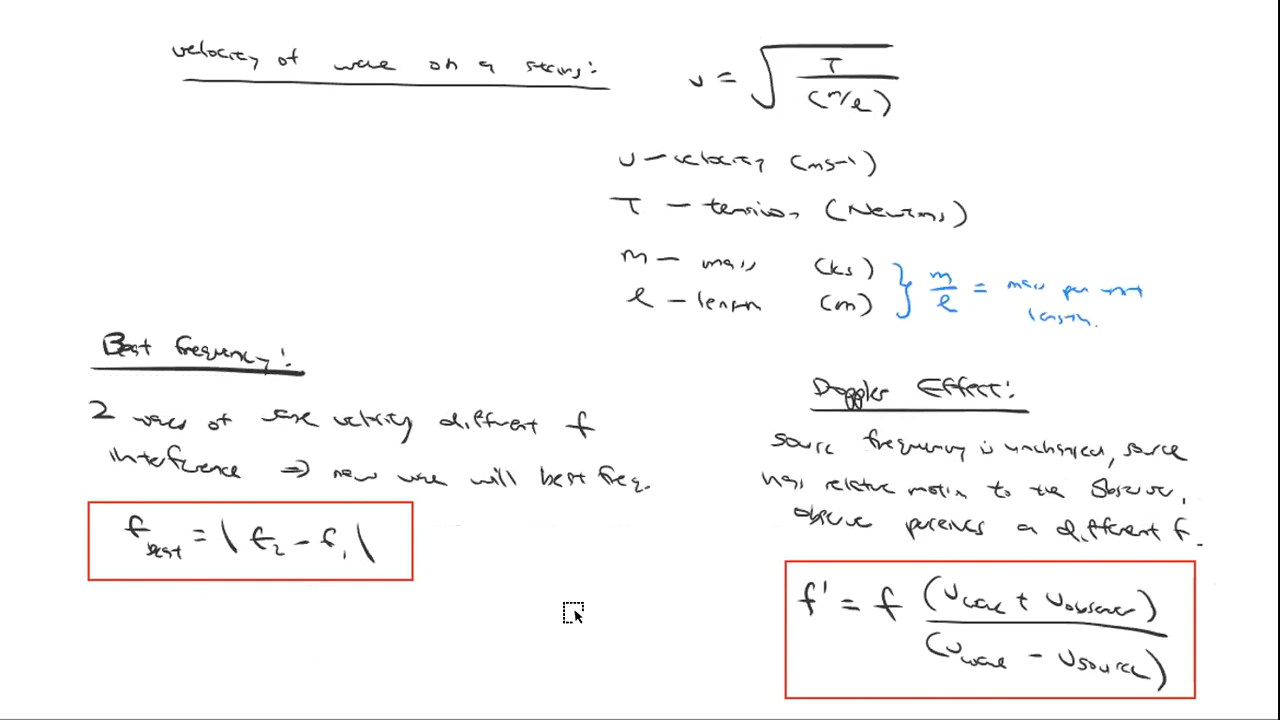 velocity of wave on a string:
v = √(T / (m/l))
v – velocity (ms-1)
T – tension (Newtons)
m – mass (kg)
l – length (m)
} m/l = mass per unit
length.
Beat frequency:
2 waves of same velocity different f
interference ⇒ new wave will beat freq.
f beat = | f2 - f1 |
Doppler Effect:
source frequency is unchanged, source
has relative motion to the observer,
observer perceives a different f.
f' = f (v wave + v observer) / (v wave - v source)